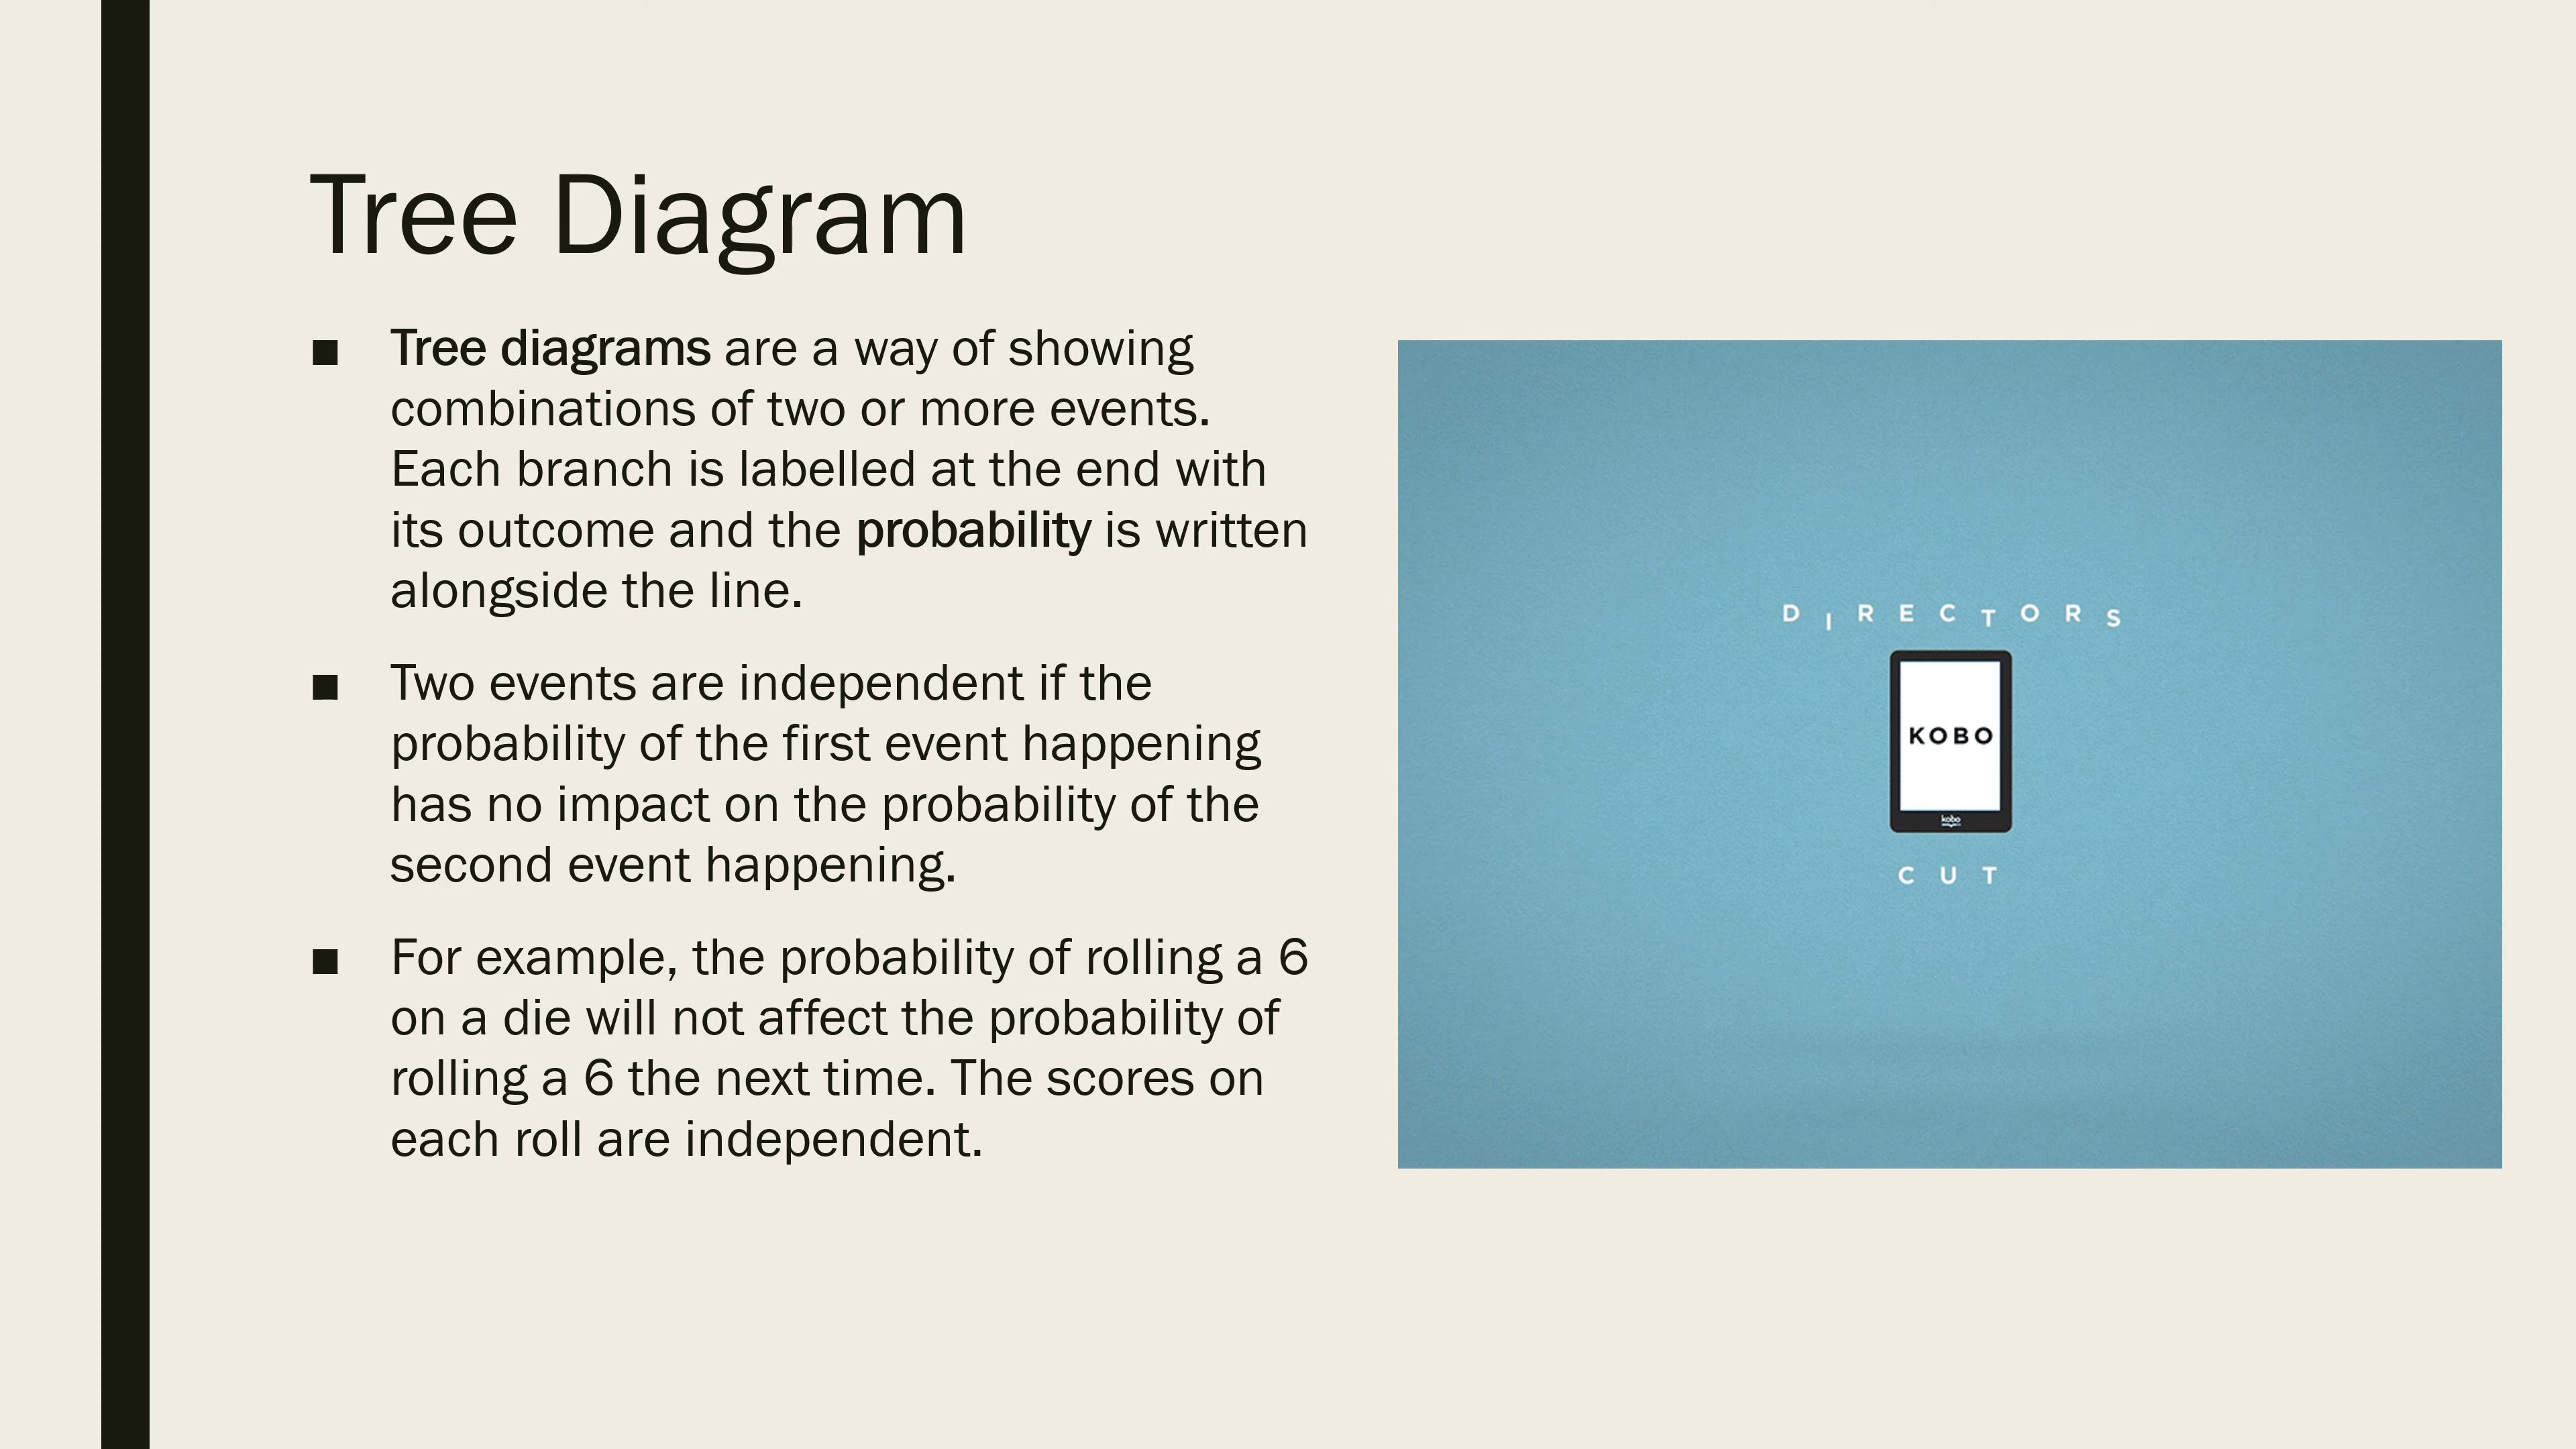 Tree Diagram
■ Tree diagrams are a way of showing
combinations of two or more events.
Each branch is labelled at the end with
its outcome and the probability is written
alongside the line.
■ Two events are independent if the
probability of the first event happening
has no impact on the probability of the
second event happening.
■ For example, the probability of rolling a 6
on a die will not affect the probability of
rolling a 6 the next time. The scores on
each roll are independent.
DIRECTORS
KOBO
kobo
CUT